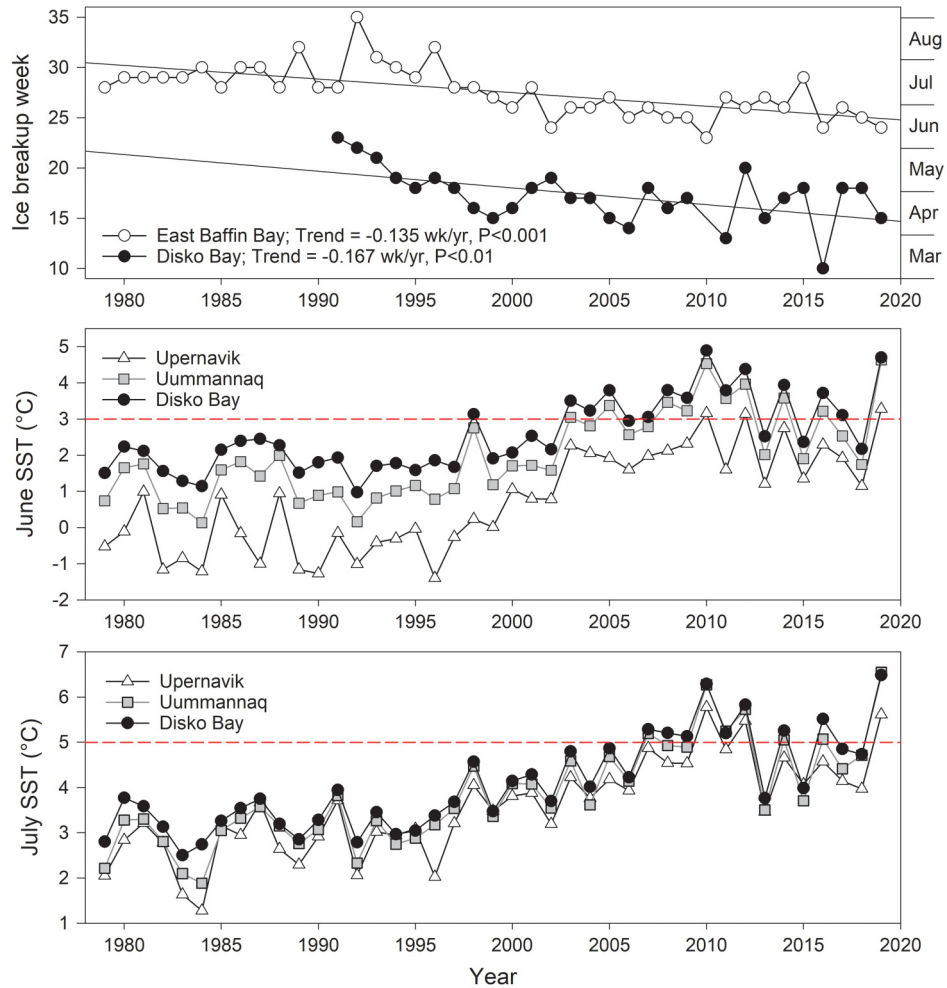 35
30
25
20
15
10
Ice breakup week
Aug
Jul
Jun
May
Apr
Mar
East Baffin Bay; Trend = -0.135 wk/yr, P<0.001
Disko Bay; Trend = -0.167 wk/yr, P<0.01
1980 1985 1990 1995 2000 2005 2010 2015 2020
5
4
3
2
1
0
-1
-2
June SST (°C)
Upernavik
Uummannaq
Disko Bay
1980 1985 1990 1995 2000 2005 2010 2015 2020
7
6
5
4
3
2
1
July SST (°C)
Upernavik
Uummannaq
Disko Bay
1980 1985 1990 1995 2000 2005 2010 2015 2020
Year